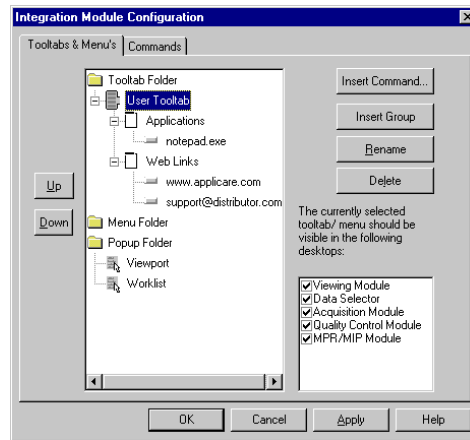 Integration Module Configuration
Tooltabs & Menu's
Commands
Tooltab Folder
User Tooltab
Applications
notepad.exe
Web Links
www.applicare.com
support@distributor.com
Menu Folder
Popup Folder
Viewport
Worklist
Up
Down
Insert Command...
Insert Group
Rename
Delete
The currently selected
tooltab/ menu should be
visible in the following
desktops:
Viewing Module
Data Selector
Acquisition Module
Quality Control Module
MPR/MIP Module
OK
Cancel
Apply
Help